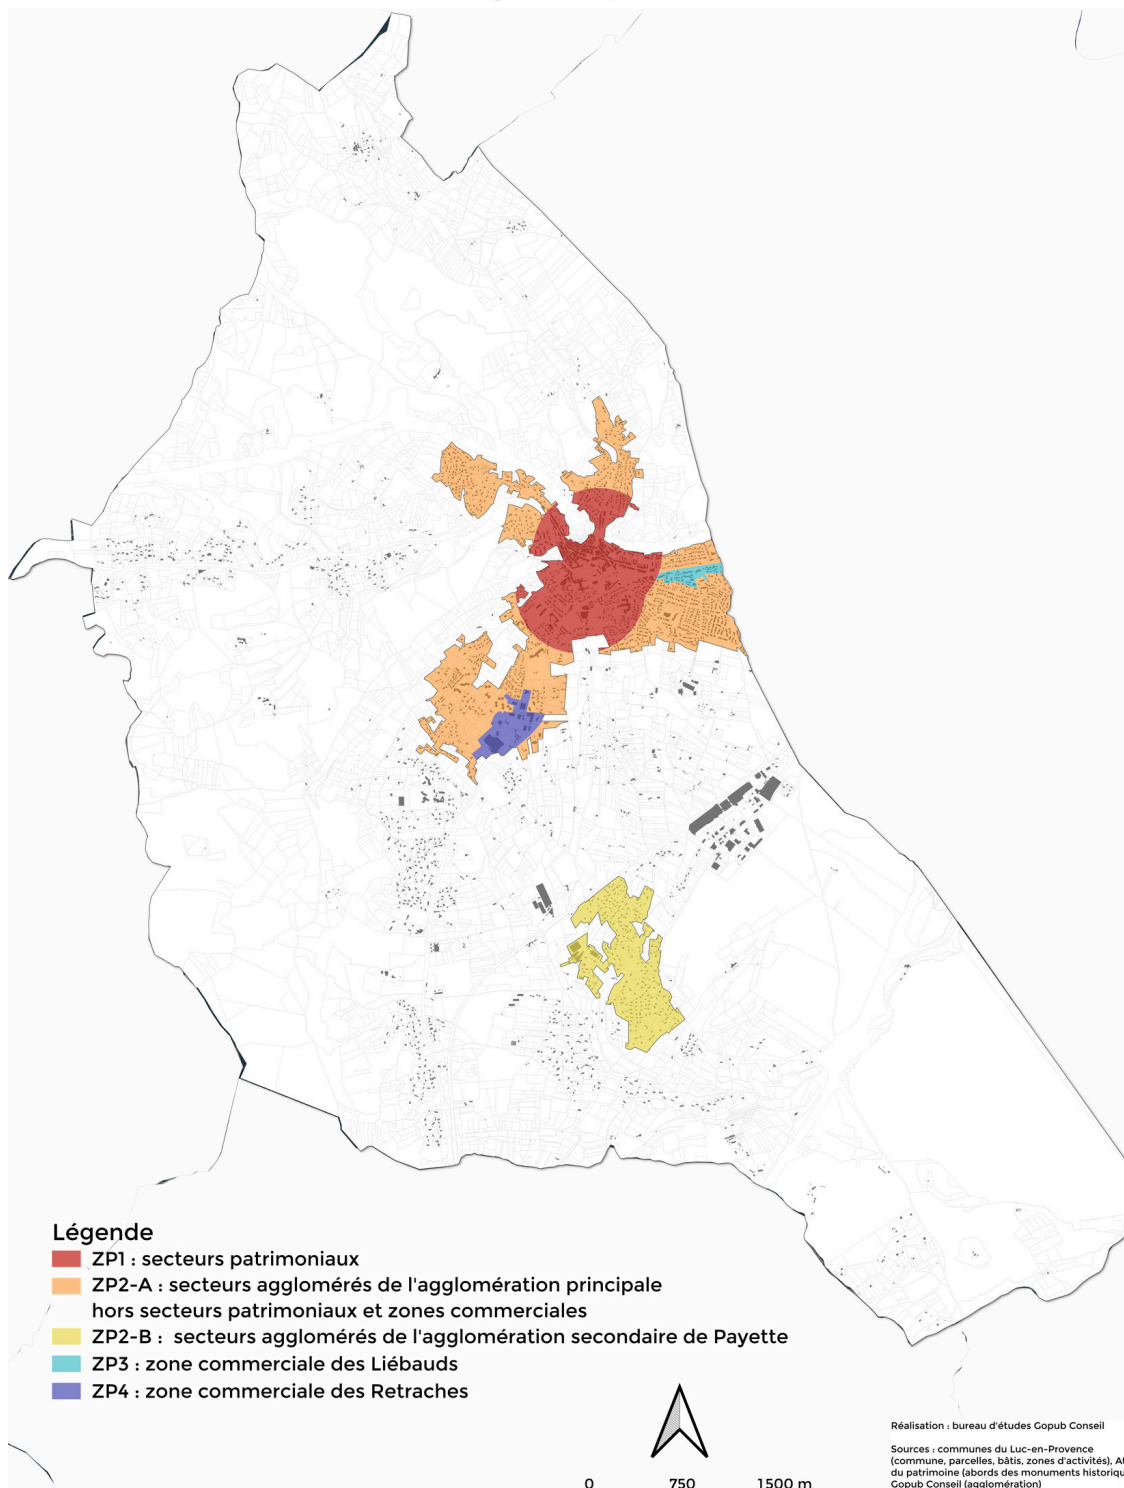 Légende
ZP1 : secteurs patrimoniaux
ZP2-A : secteurs agglomérés de l'agglomération principale
hors secteurs patrimoniaux et zones commerciales
ZP2-B : secteurs agglomérés de l'agglomération secondaire de Payette
ZP3 : zone commerciale des Liébauds
ZP4 : zone commerciale des Retraches
0 750 1500 m
Réalisation : bureau d'études Gopub Conseil
Sources : communes du Luc-en-Provence
(commune, parcelles, bâtis, zones d'activités),
du patrimoine (abords des monuments
Gopub Conseil (agglomération)